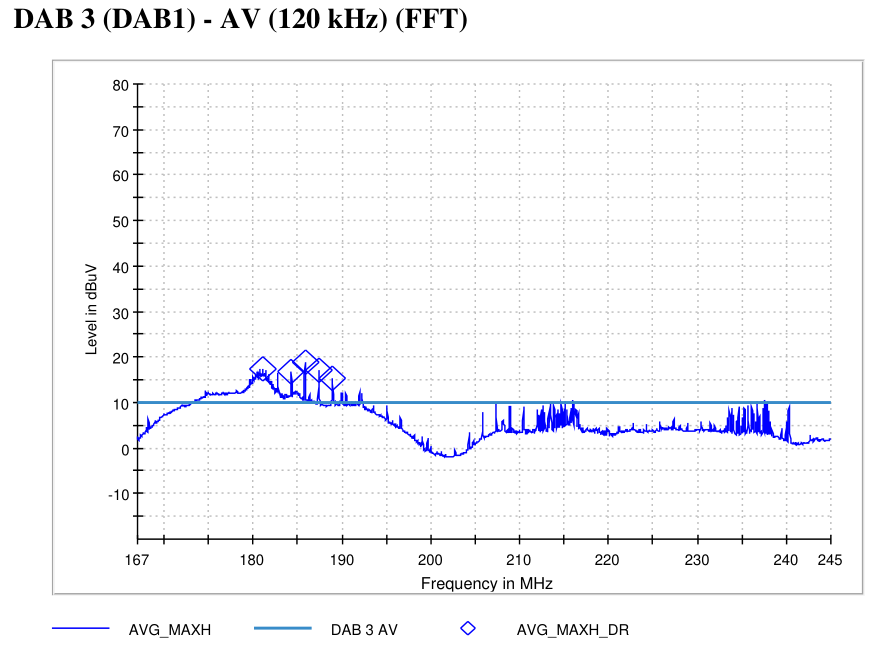 DAB 3 (DAB1) - AV (120 kHz) (FFT)
80
70
60
50
40
30
20
10
0
-10
Level in dBuV
167 180 190 200 210 220 230 240 245
Frequency in MHz
AVG_MAXH DAB 3 AV AVG_MAXH_DR